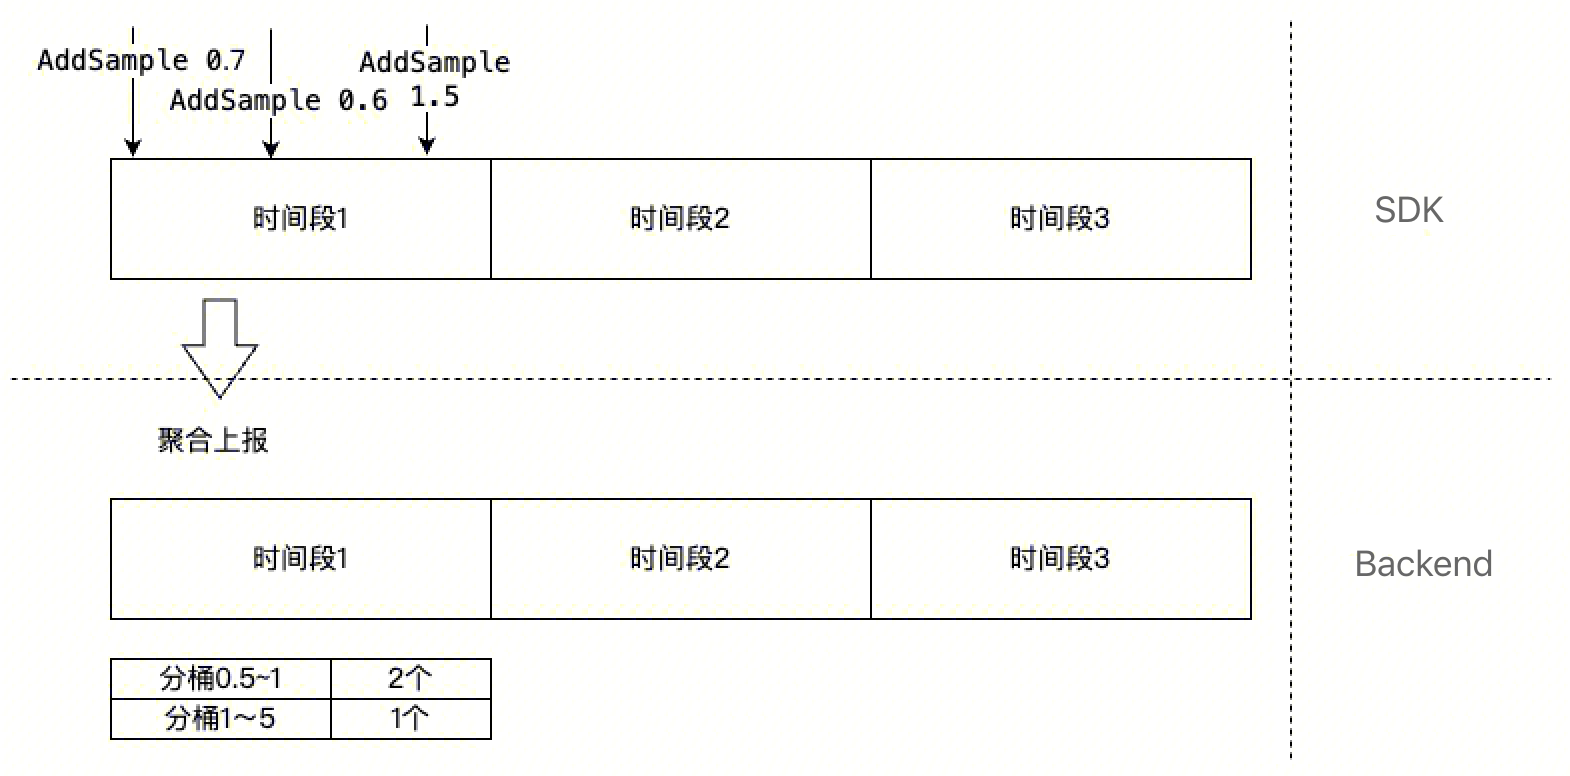 AddSample 0.7
AddSample
AddSample 0.6
1.5
时间段1
时间段2
时间段3
SDK
聚合上报
时间段1
时间段2
时间段3
Backend
分桶0.5~1
2个
分桶1～5
1个